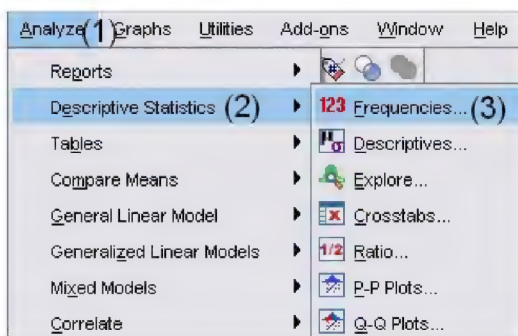 Analyze(1) Graphs Utilities Add-ons Window Help
Reports
Descriptive Statistics (2) 123 Frequencies...(3)
Tables μσ Descriptives...
Compare Means Explore...
General Linear Model Crosstabs...
Generalized Linear Models 1/2 Ratio...
Mixed Models P-P Plots...
Correlate Q-Q Plots...